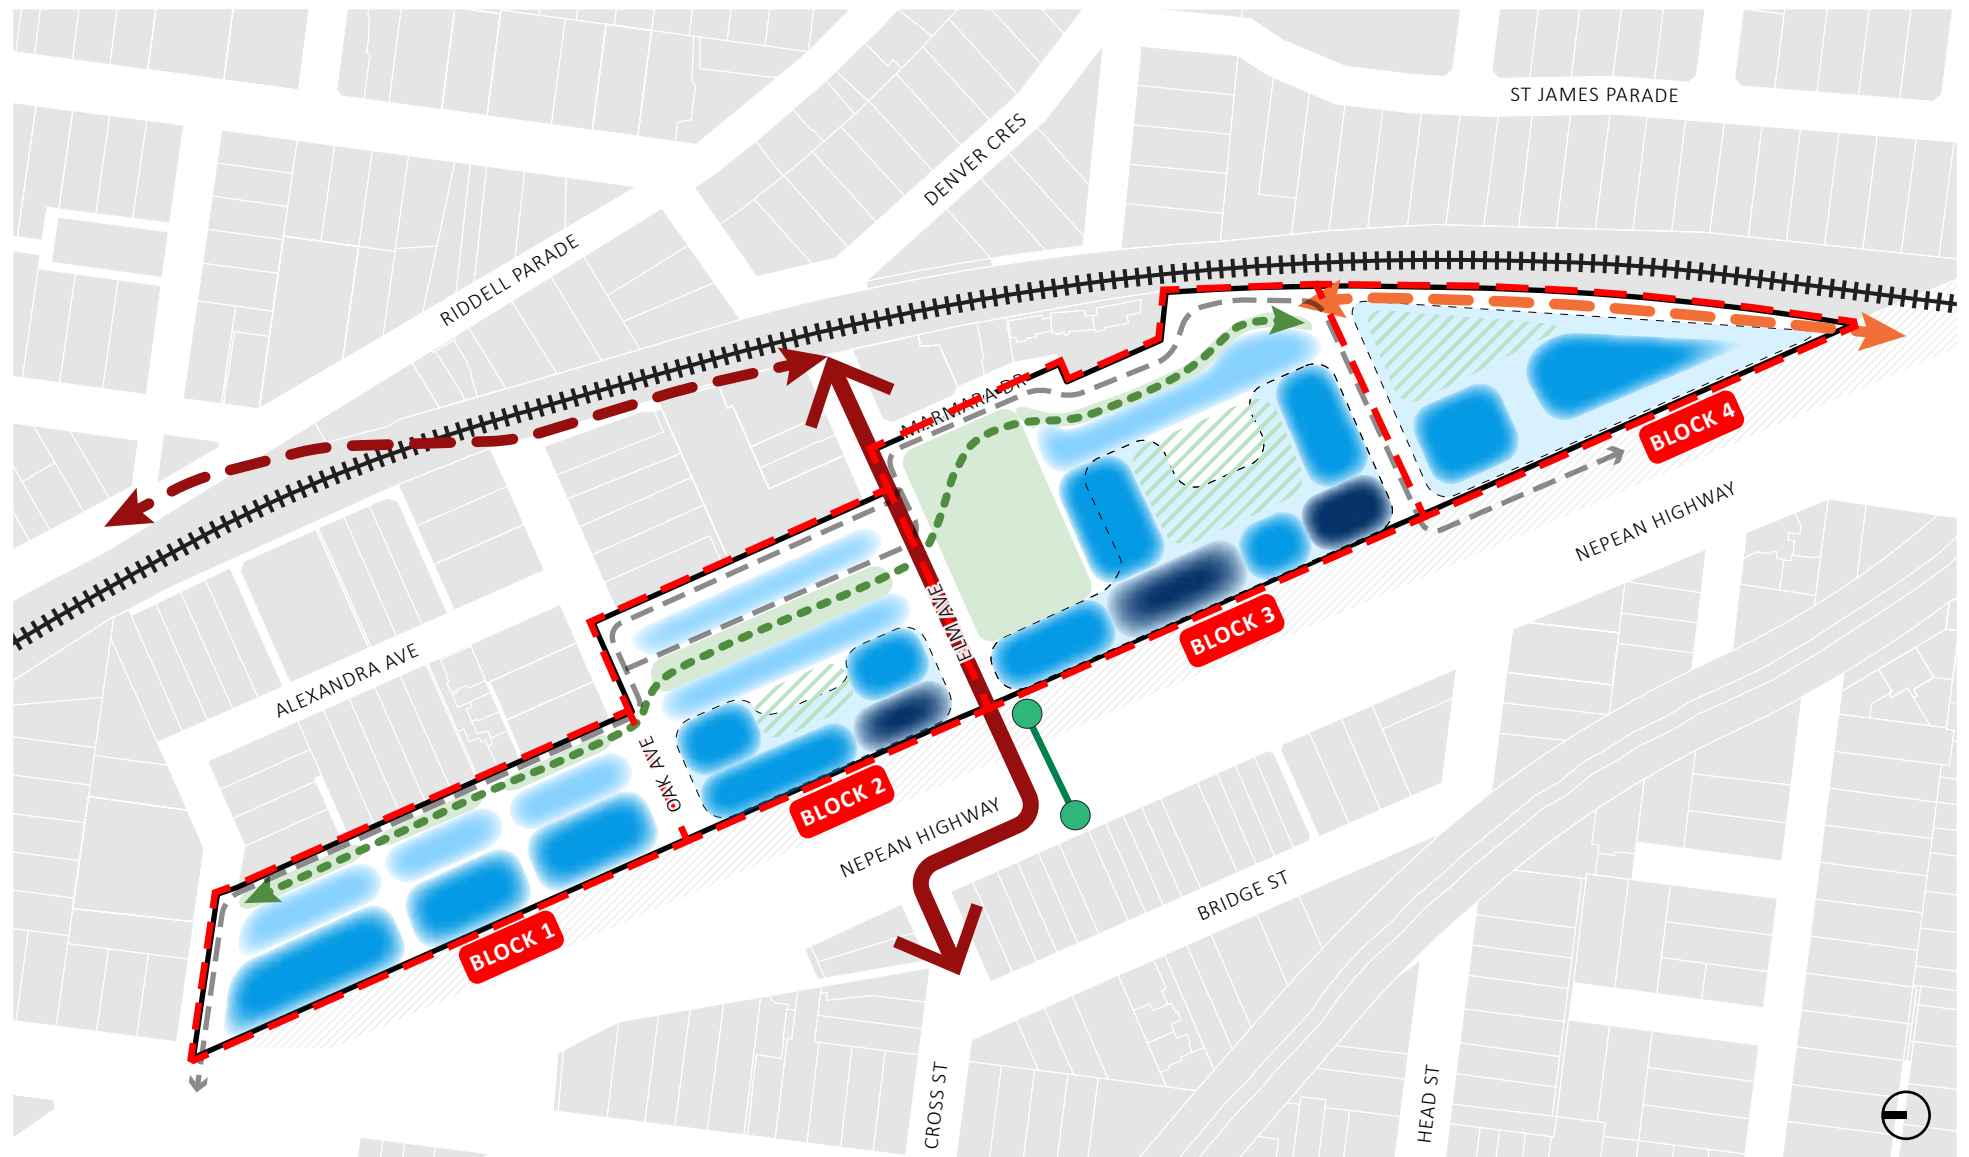 ST JAMES PARADE
DENVER CRES
RIDDELL PARADE
MARMARA DR
BLOCK 4
NEPEAN HIGHWAY
ELM AVE
BLOCK 3
ALEXANDRA AVE
OAK AVE
BLOCK 2
NEPEAN HIGHWAY
BRIDGE ST
BLOCK 1
CROSS ST
HEAD ST